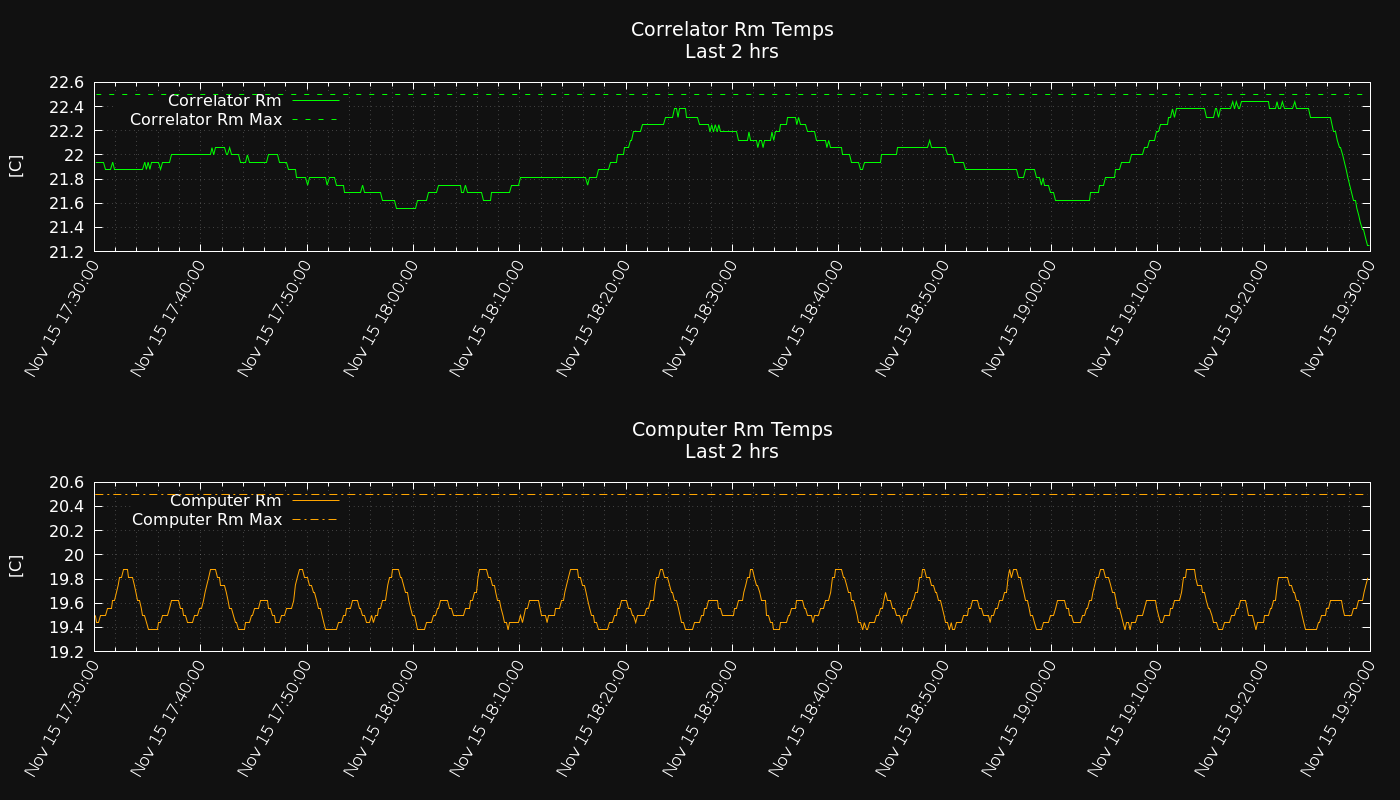 Correlator Rm Temps
Last 2 hrs
22.6
22.4
22.2
22
21.8
21.6
21.4
21.2
[C]
Correlator Rm
Correlator Rm Max
Nov 15 17:30:00
Nov 15 17:40:00
Nov 15 17:50:00
Nov 15 18:00:00
Nov 15 18:10:00
Nov 15 18:20:00
Nov 15 18:30:00
Nov 15 18:40:00
Nov 15 18:50:00
Nov 15 19:00:00
Nov 15 19:10:00
Nov 15 19:20:00
Nov 15 19:30:00
Computer Rm Temps
Last 2 hrs
20.6
20.4
20.2
20
19.8
19.6
19.4
19.2
[C]
Computer Rm
Computer Rm Max
Nov 15 17:30:00
Nov 15 17:40:00
Nov 15 17:50:00
Nov 15 18:00:00
Nov 15 18:10:00
Nov 15 18:20:00
Nov 15 18:30:00
Nov 15 18:40:00
Nov 15 18:50:00
Nov 15 19:00:00
Nov 15 19:10:00
Nov 15 19:20:00
Nov 15 19:30:00